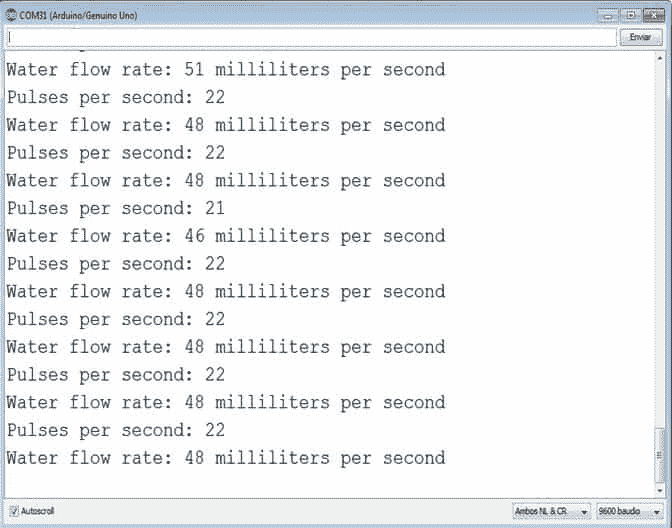 COM31 (Arduino/Genuino Uno)
Enviar
Water flow rate: 51 milliliters per second
Pulses per second: 22
Water flow rate: 48 milliliters per second
Pulses per second: 22
Water flow rate: 48 milliliters per second
Pulses per second: 21
Water flow rate: 46 milliliters per second
Pulses per second: 22
Water flow rate: 48 milliliters per second
Pulses per second: 22
Water flow rate: 48 milliliters per second
Pulses per second: 22
Water flow rate: 48 milliliters per second
Pulses per second: 22
Water flow rate: 48 milliliters per second
Autoscroll Ambos NL & CR 9600 baudio